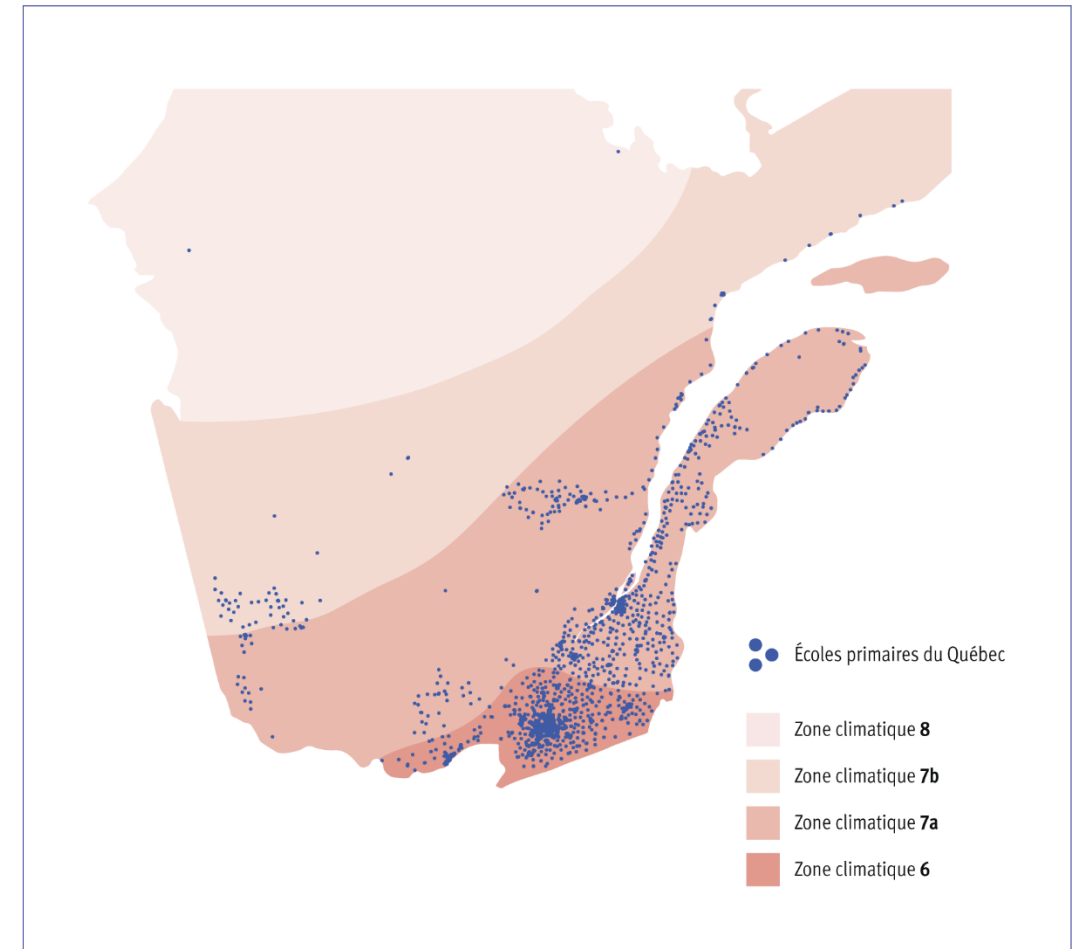 Écoles primaires du Québec
Zone climatique 8
Zone climatique 7b
Zone climatique 7a
Zone climatique 6